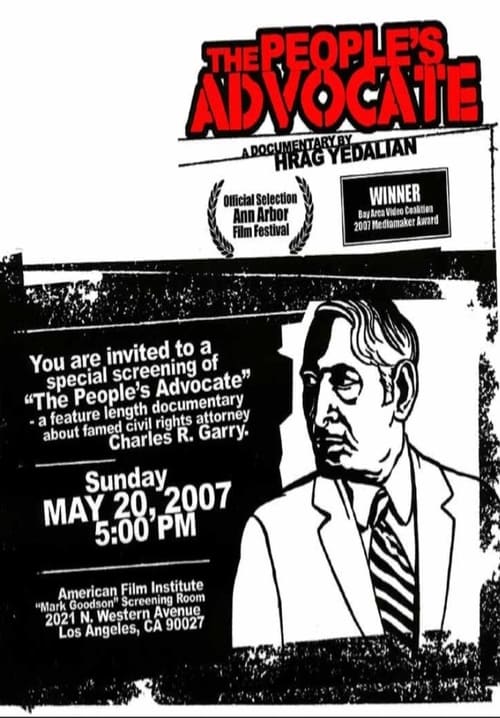 THE PEOPLE'S
ADVOCATE
A DOCUMENTARY BY
HRAG YEDALIAN
Official Selection
Ann Arbor
Film Festival
WINNER
Bay Area Video Coalition
2007 Mediamaker Award
You are invited to a
special screening of
“The People's Advocate”
- a feature length documentary
about famed civil rights attorney
Charles R. Garry.
Sunday
MAY 20, 2007
5:00 PM
American Film Institute
"Mark Goodson" Screening Room
2021 N. Western Avenue
Los Angeles, CA 90027